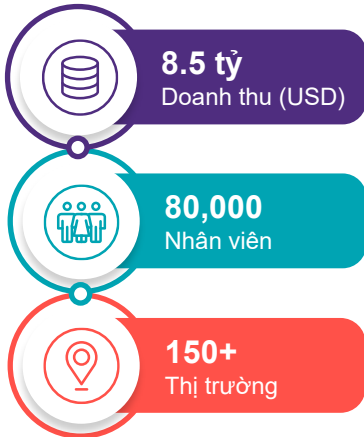 8.5 tỷ
Doanh thu (USD)
80,000
Nhân viên
150+
Thị trường